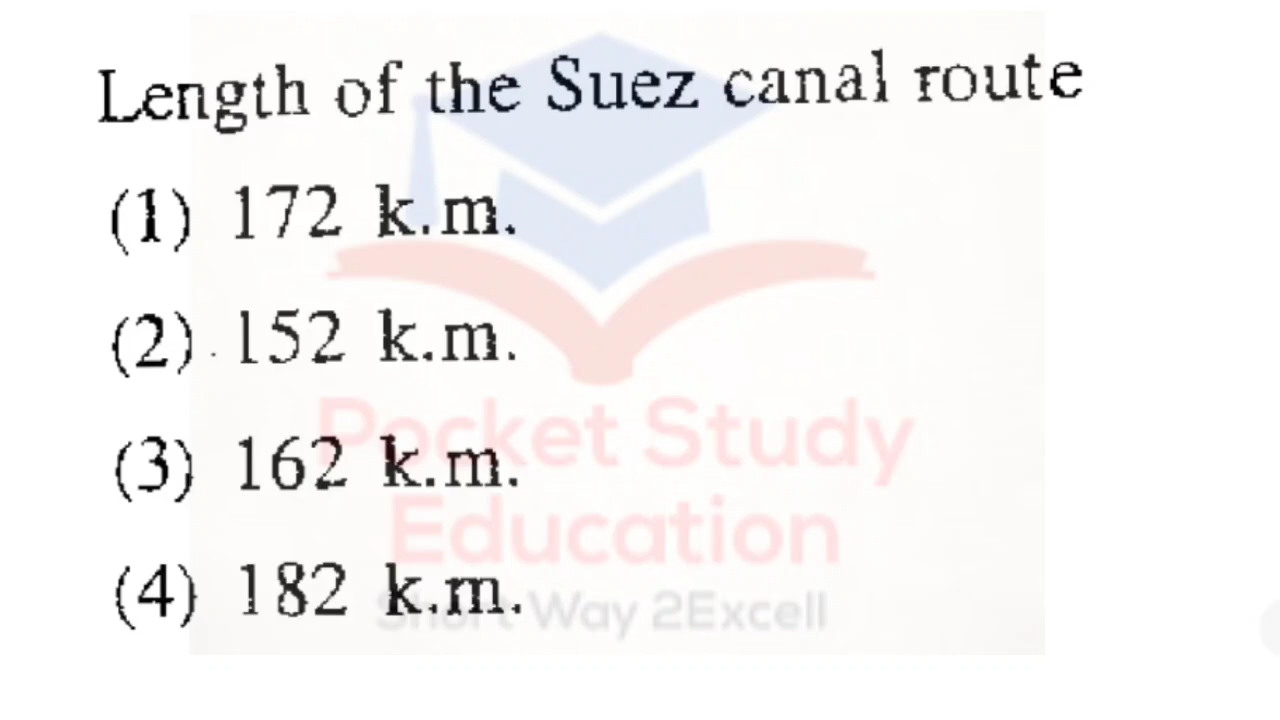 Length of the Suez canal route
(1) 172 k.m.
(2) 152 k.m.
(3) 162 k.m.
(4) 182 k.m.
Pocket Study
Education
Short Way 2Excell